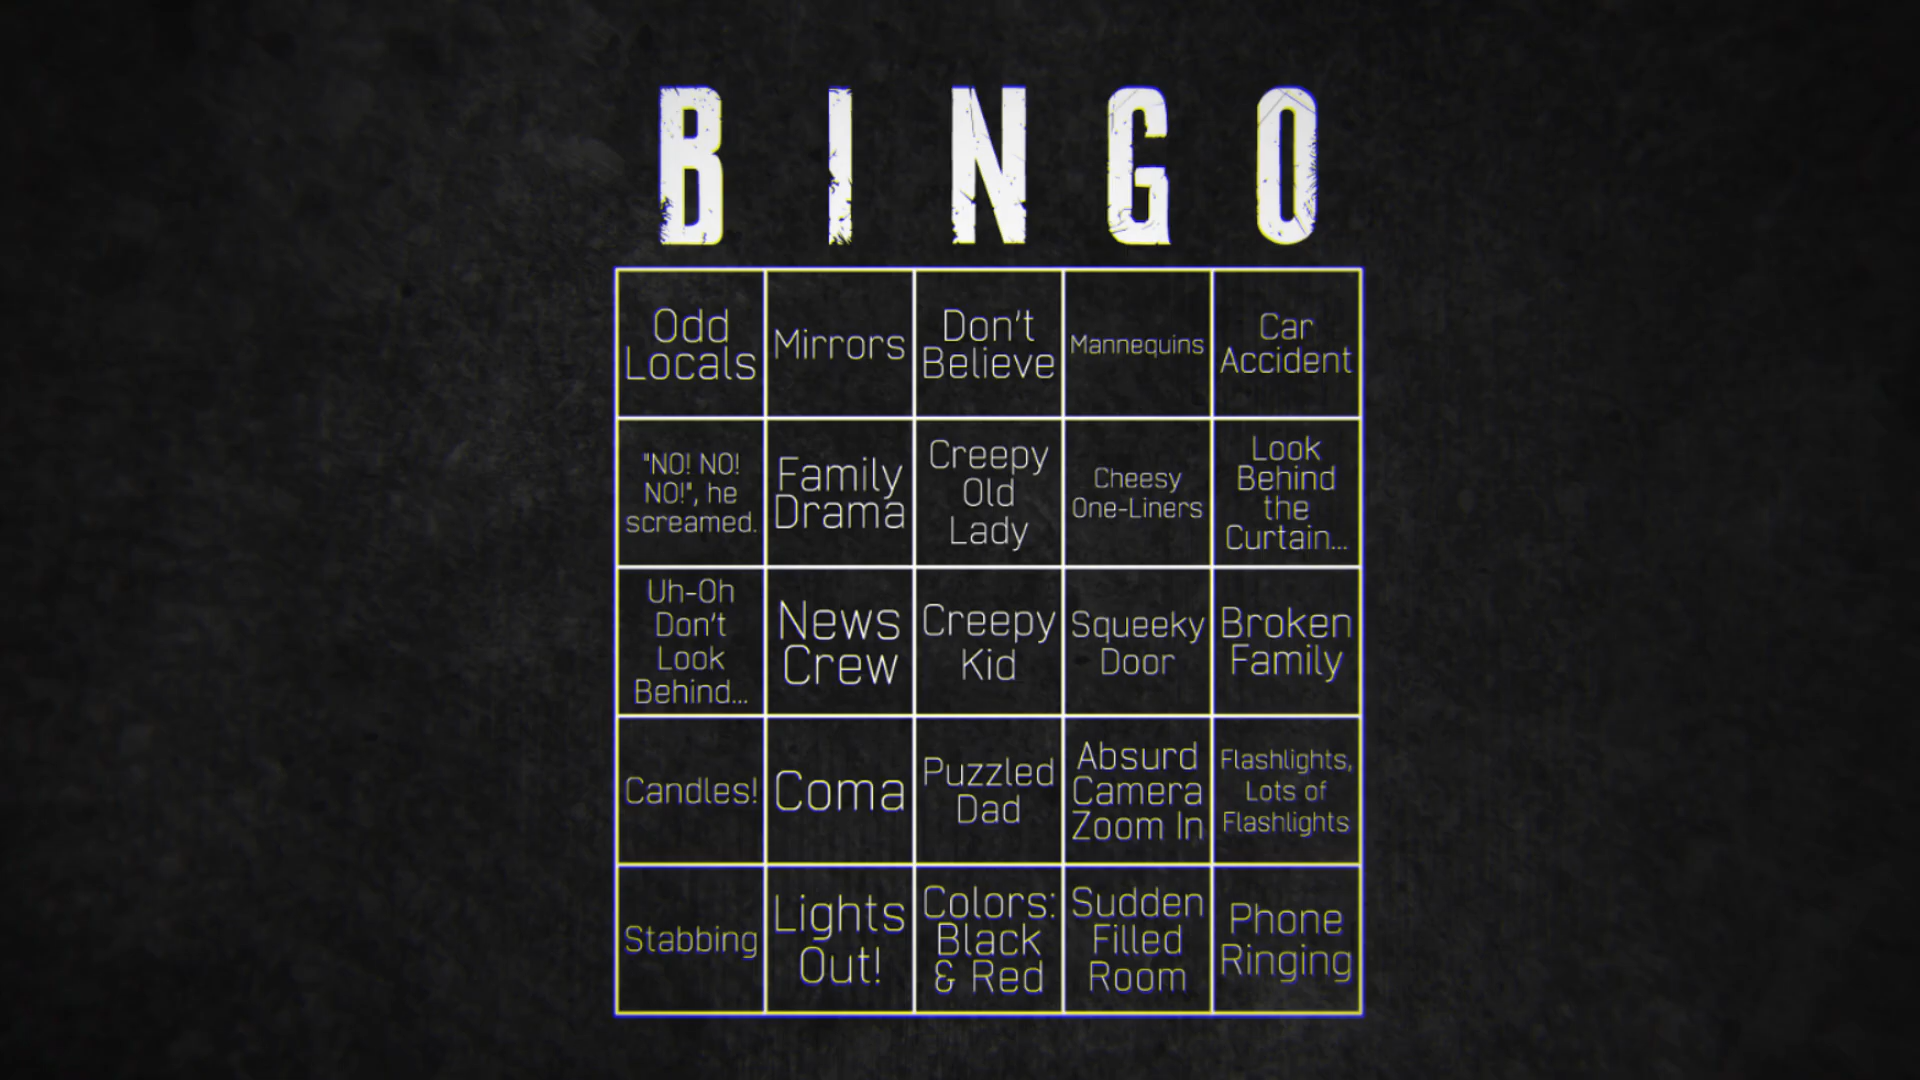 B I N G O
Odd
Locals
Mirrors
Don't
Believe
Mannequins
Car
Accident
"NO! NO!
NO!", he
screamed.
Family
Drama
Creepy
Old
Lady
Cheesy
One-Liners
Look
Behind
the
Curtain...
Uh-Oh
Don't
Look
Behind...
News
Crew
Creepy
Kid
Squeeky
Door
Broken
Family
Candles!
Coma
Puzzled
Dad
Absurd
Camera
Zoom In
Flashlights,
Lots of
Flashlights
Stabbing
Lights
Out!
Colors:
Black
& Red
Sudden
Filled
Room
Phone
Ringing